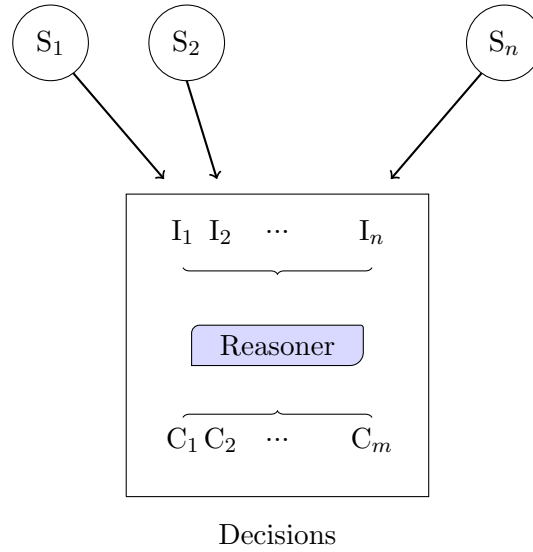 S₁ S₂ Sₙ
I₁ I₂ ... Iₙ
Reasoner
C₁ C₂ ... Cₘ
Decisions